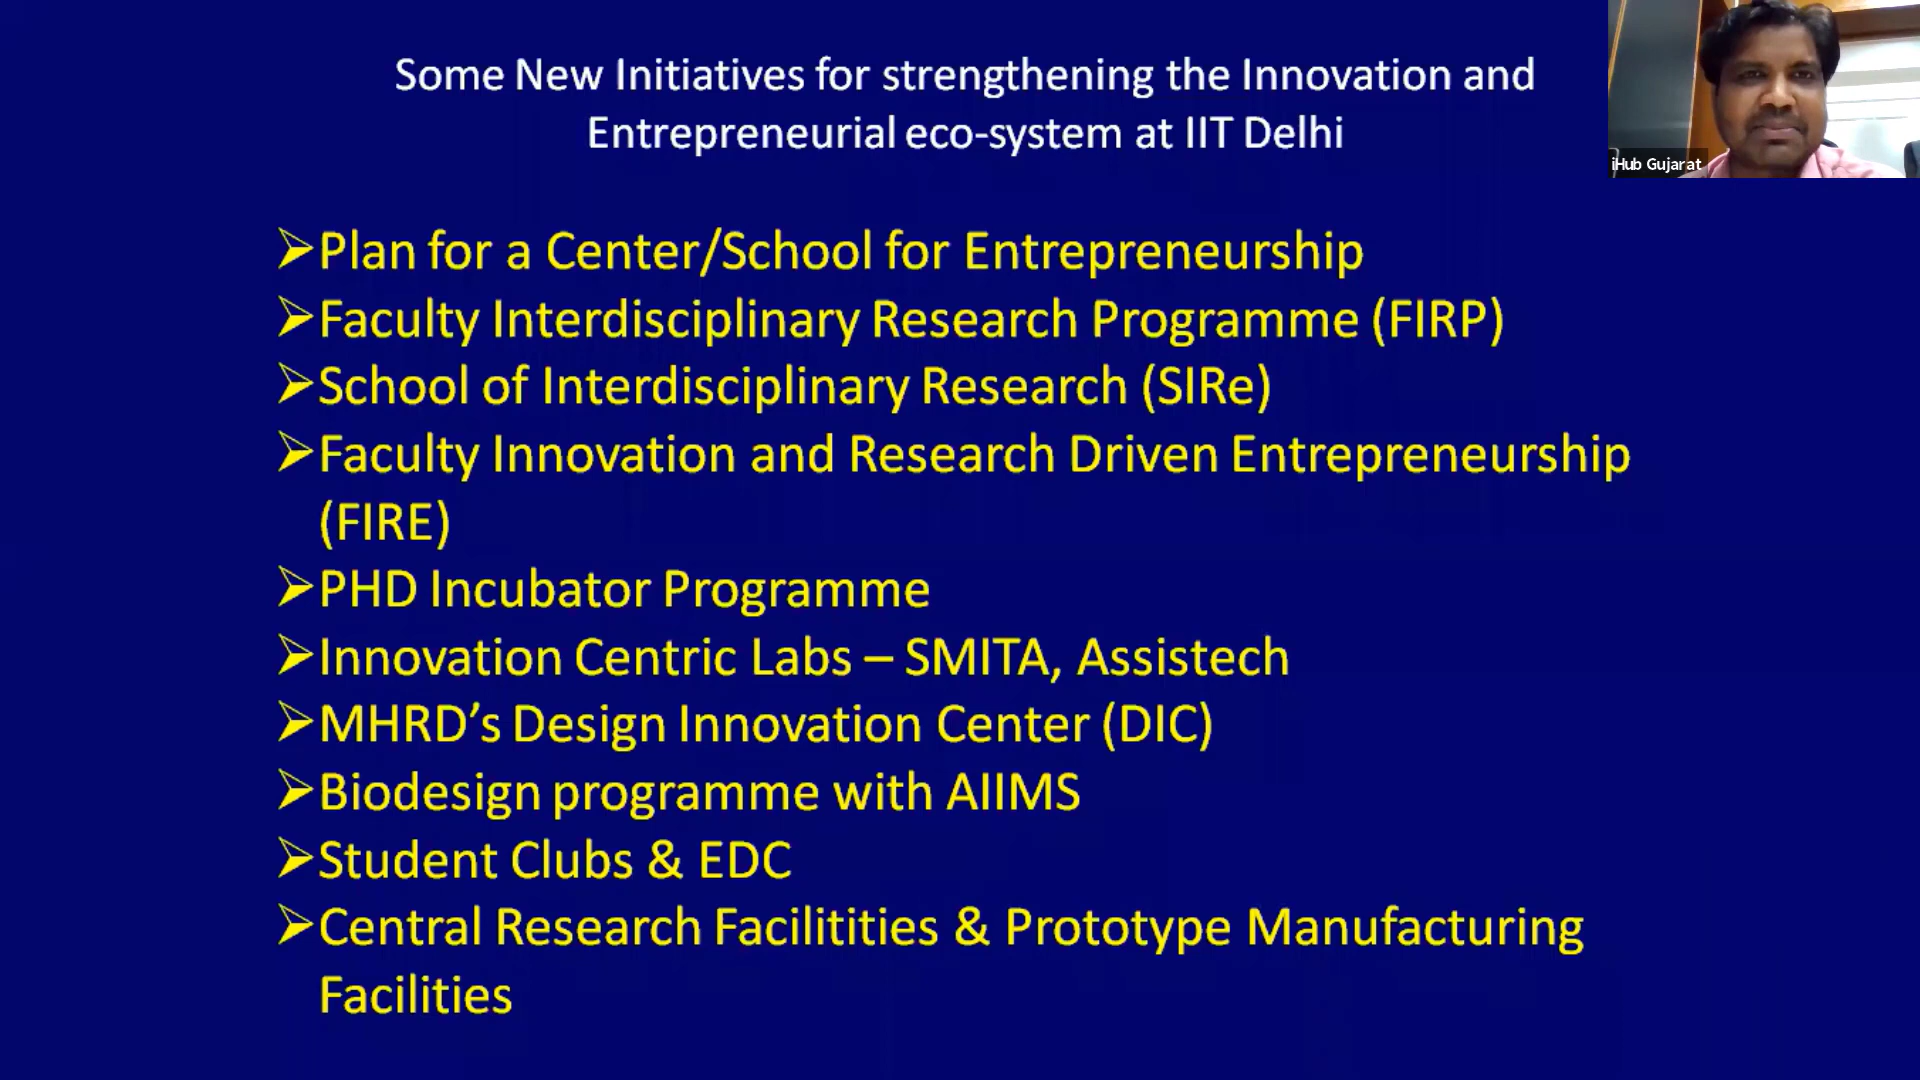 Some New Initiatives for strengthening the Innovation and
Entrepreneurial eco-system at IIT Delhi
iHub Gujarat
➢Plan for a Center/School for Entrepreneurship
➢Faculty Interdisciplinary Research Programme (FIRP)
➢School of Interdisciplinary Research (SIRe)
➢Faculty Innovation and Research Driven Entrepreneurship
(FIRE)
➢PHD Incubator Programme
➢Innovation Centric Labs – SMITA, Assistech
➢MHRD’s Design Innovation Center (DIC)
➢Biodesign programme with AIIMS
➢Student Clubs & EDC
➢Central Research Facilitities & Prototype Manufacturing
Facilities